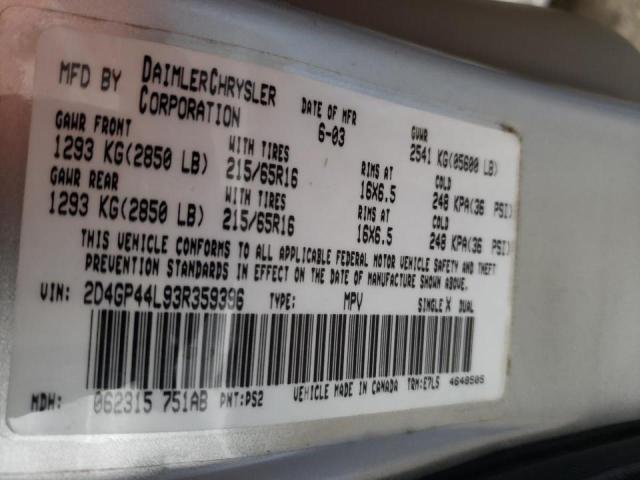 MFD BY DAIMLERCHRYSLER CORPORATION DATE OF MFR 6-03 GVWR 2541 KG(05600 LB)
GAWR FRONT WITH TIRES RIMS AT COLD
1293 KG(2850 LB) 215/65R16 16X6.5 248 KPA(36 PSI)
GAWR REAR WITH TIRES RIMS AT COLD
1293 KG(2850 LB) 215/65R16 16X6.5 248 KPA(36 PSI)
THIS VEHICLE CONFORMS TO ALL APPLICABLE FEDERAL MOTOR VEHICLE SAFETY AND THEFT
PREVENTION STANDARDS IN EFFECT ON THE DATE OF MANUFACTURE SHOWN ABOVE.
VIN: 2D4GP44L93R359396 TYPE: MPV SINGLE X DUAL
MDH: 062315 751AB PNT:PS2 VEHICLE MADE IN CANADA TRM:E7L5 4648505